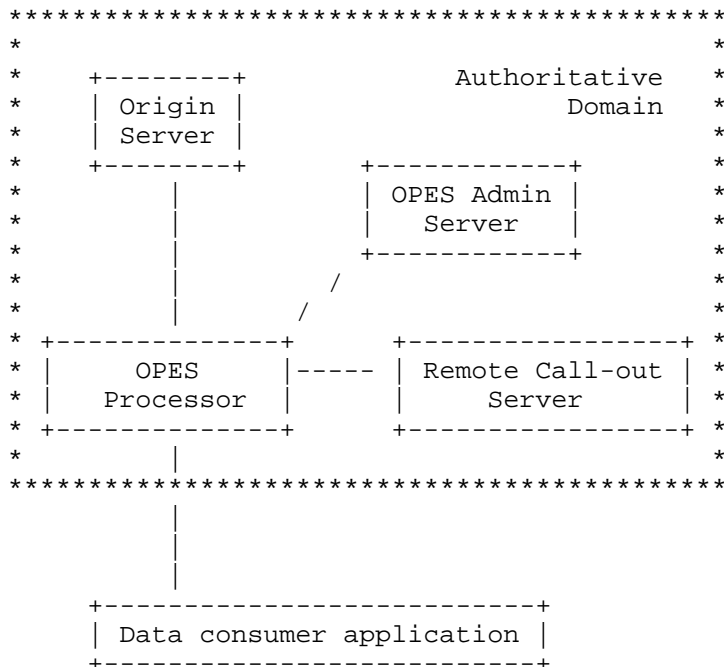 Authoritative
Domain
Origin
Server
OPES Admin
Server
OPES
Processor
Remote Call-out
Server
Data consumer application